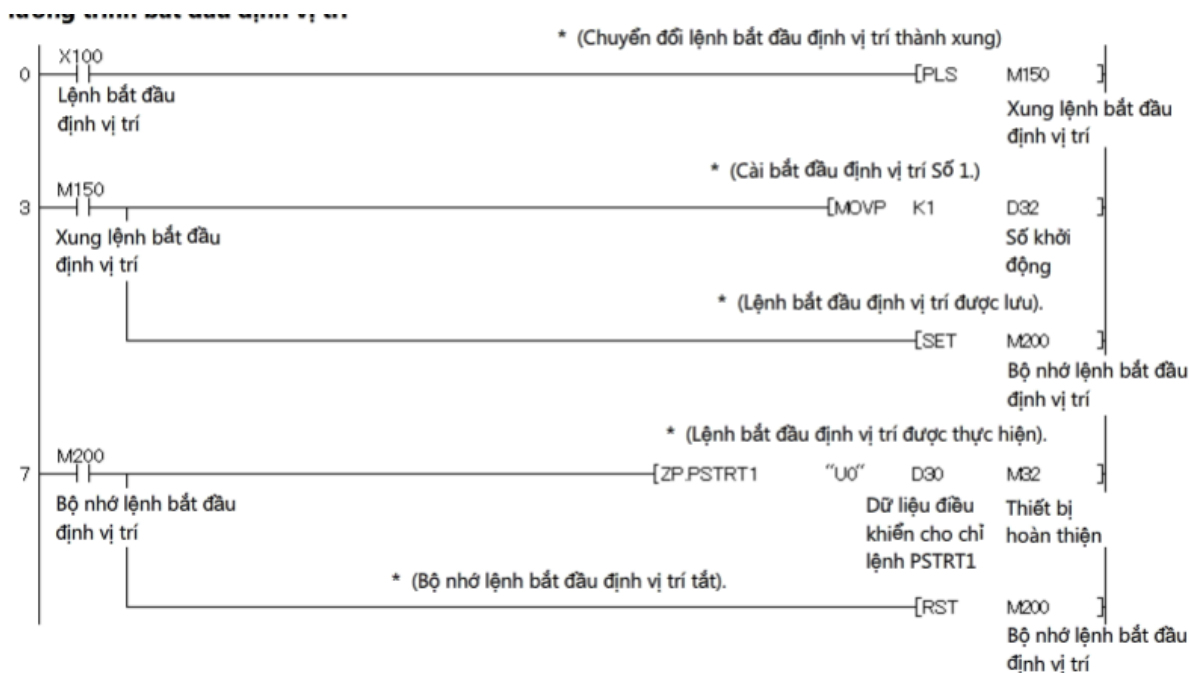 * (Chuyển đổi lệnh bắt đầu định vị trí thành xung)
X100
0 [PLS M150 ]
Lệnh bắt đầu
định vị trí
Xung lệnh bắt đầu
định vị trí
* (Cài bắt đầu định vị trí Số 1.)
M150
3 [MOVP K1 D32 ]
Xung lệnh bắt đầu
định vị trí
Số khởi
động
* (Lệnh bắt đầu định vị trí được lưu).
[SET M200 ]
Bộ nhớ lệnh bắt đầu
định vị trí
* (Lệnh bắt đầu định vị trí được thực hiện).
M200
7 [ZP.PSTRT1 "U0" D30 M32 ]
Bộ nhớ lệnh bắt đầu
định vị trí
Dữ liệu điều
khiển cho chỉ
lệnh PSTRT1
Thiết bị
hoàn thiện
* (Bộ nhớ lệnh bắt đầu định vị trí tắt).
[RST M200 ]
Bộ nhớ lệnh bắt đầu
định vị trí